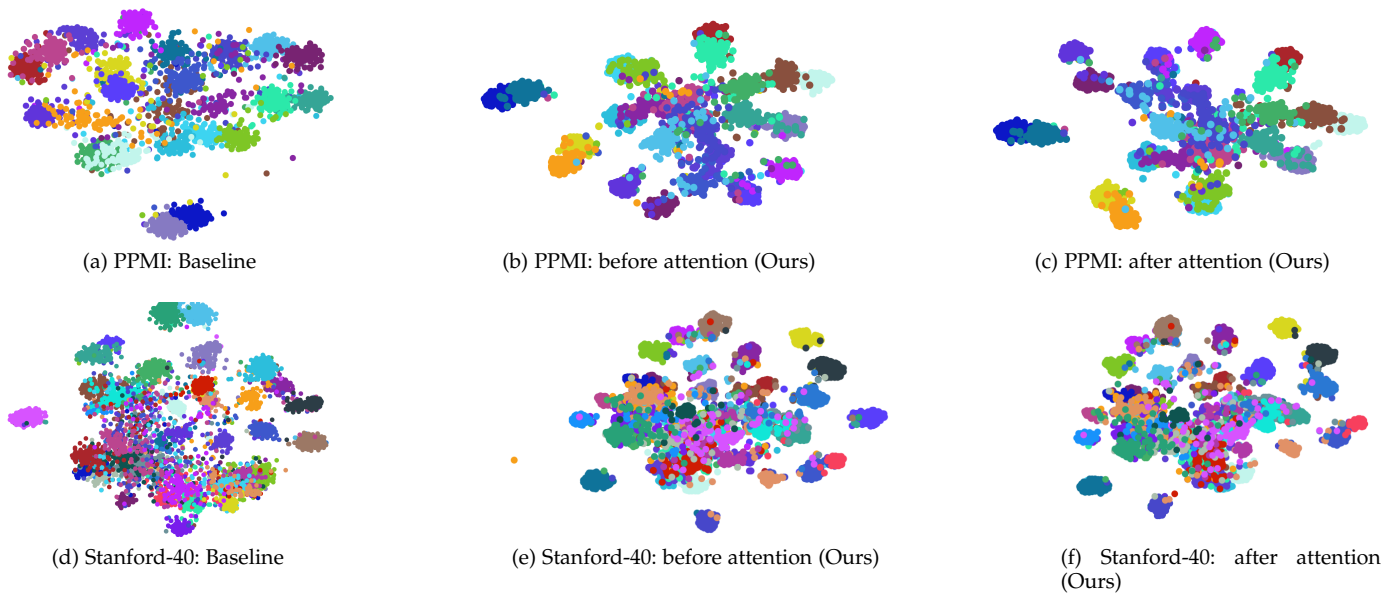 (a) PPMI: Baseline
(b) PPMI: before attention (Ours)
(c) PPMI: after attention (Ours)
(d) Stanford-40: Baseline
(e) Stanford-40: before attention (Ours)
(f) Stanford-40: after attention
(Ours)